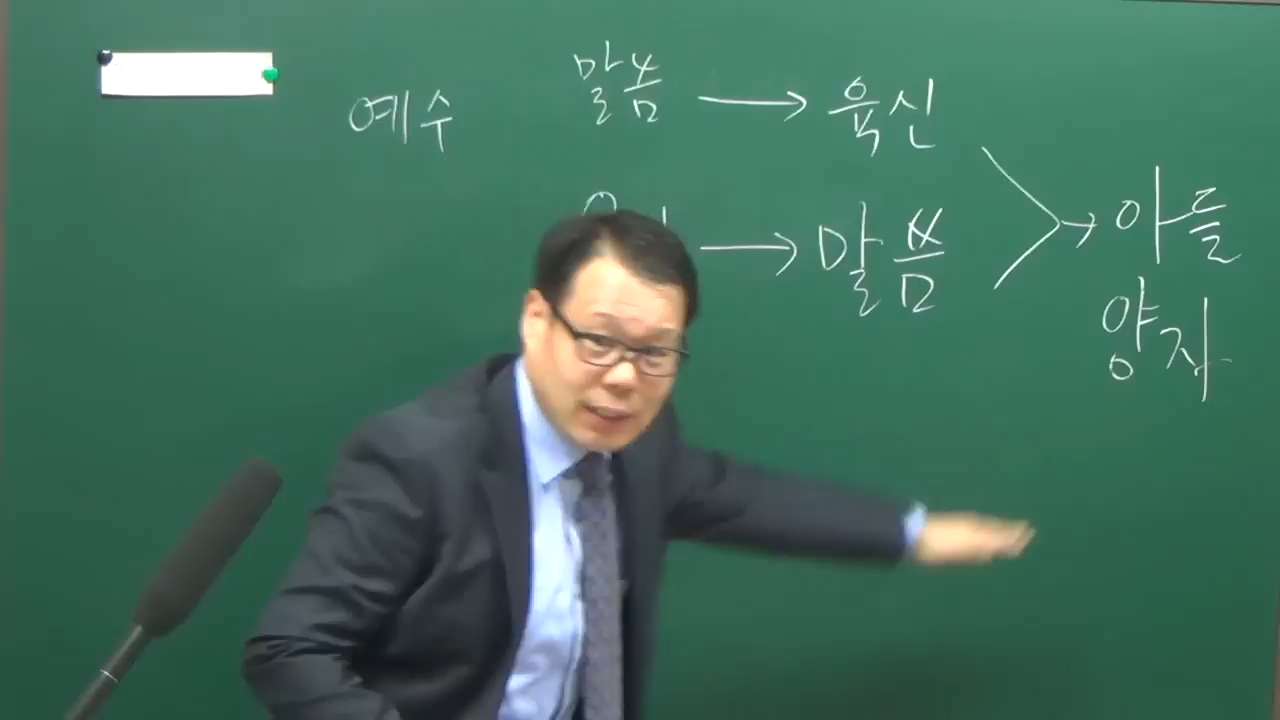 예수 말씀 → 육신
→ 말씀 → 아들
양자